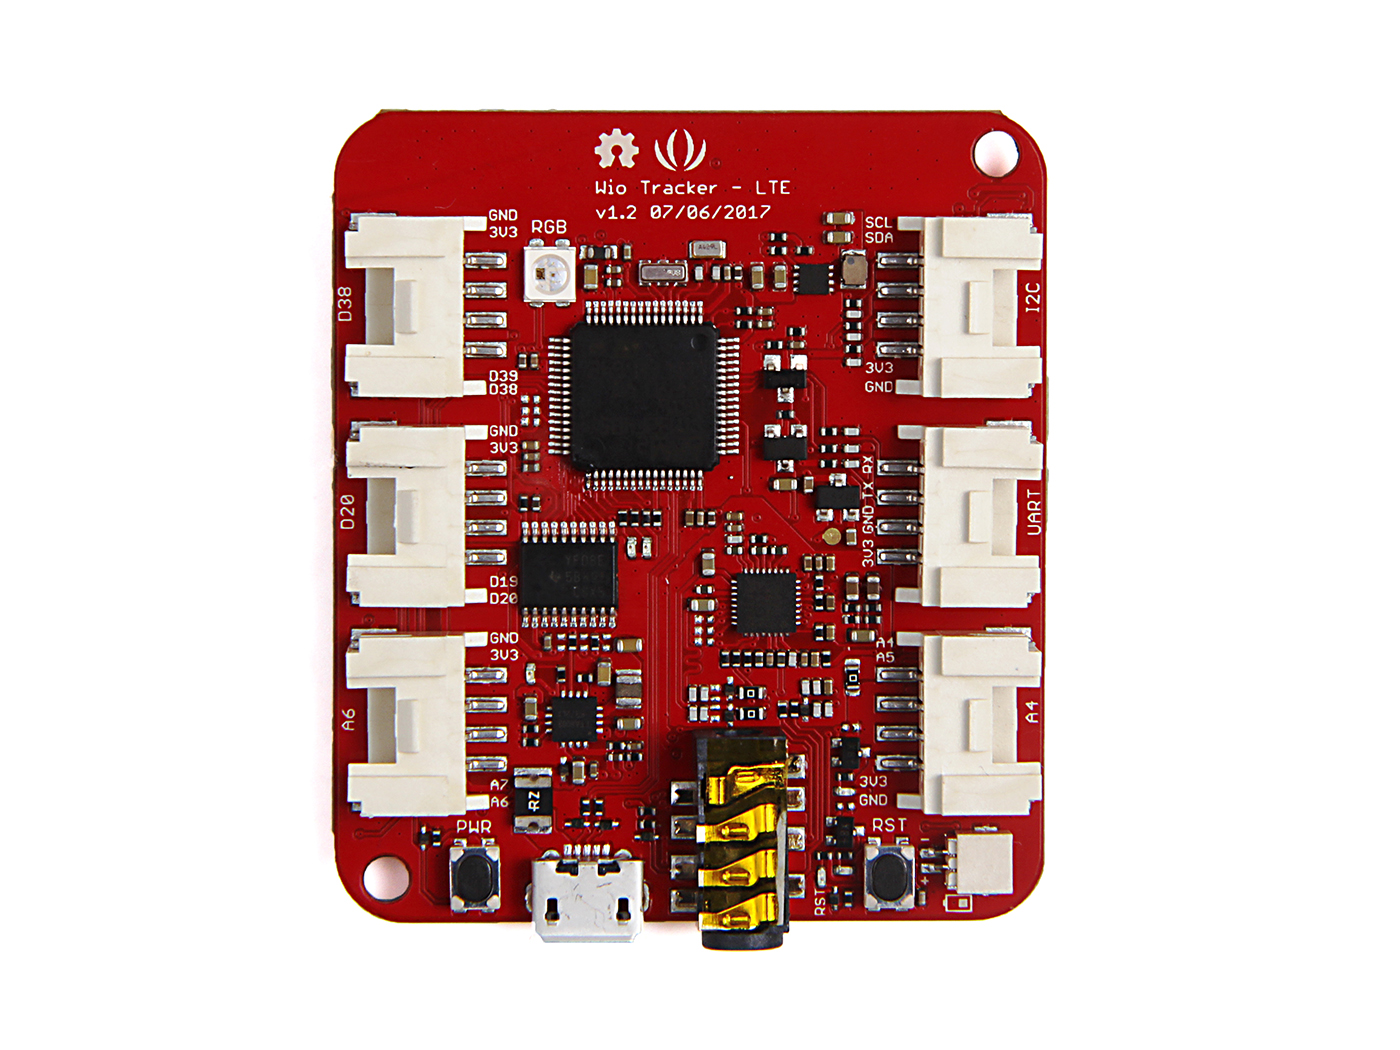 Wio Tracker - LTE
v1.2 07/06/2017
RGB
GND
3V3
D38
D39
D38
GND
3V3
D20
D19
D20
GND
3V3
A6
A7
A6
SCL
SDA
I2C
3V3
GND
RX
TX
GND
3V3
UART
A4
A5
A4
3V3
GND
RZ
PWR
RST
RST
-
+